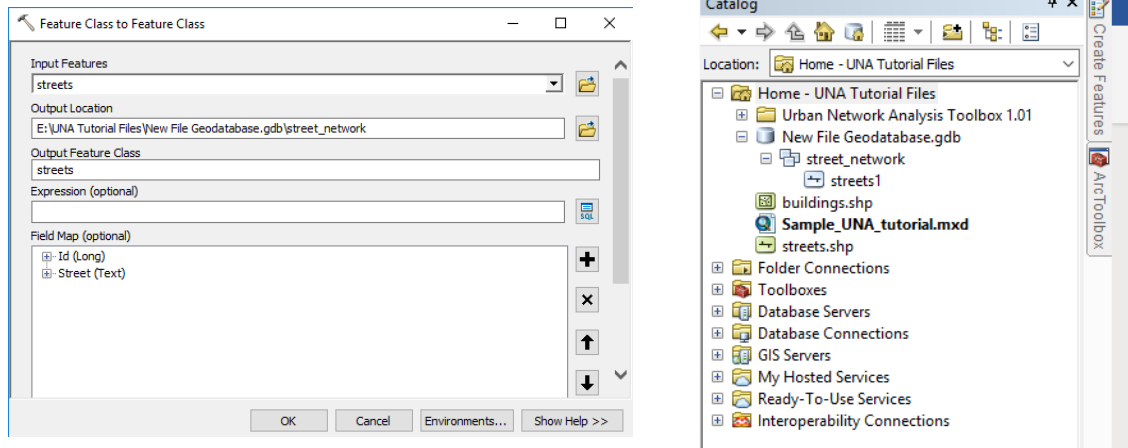 Feature Class to Feature Class
Input Features
streets
Output Location
E:\UNA Tutorial Files\New File Geodatabase.gdb\street_network
Output Feature Class
streets
Expression (optional)
SQL
Field Map (optional)
Id (Long)
Street (Text)
OK
Cancel
Environments...
Show Help >>
Catalog
Location:
Home - UNA Tutorial Files
Home - UNA Tutorial Files
Urban Network Analysis Toolbox 1.01
New File Geodatabase.gdb
street_network
streets1
buildings.shp
Sample_UNA_tutorial.mxd
streets.shp
Folder Connections
Toolboxes
Database Servers
Database Connections
GIS Servers
My Hosted Services
Ready-To-Use Services
Interoperability Connections
Create Features
ArcToolbox